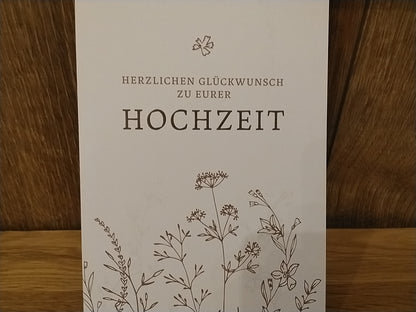 HERZLICHEN GLÜCKWUNSCH
ZU EURER
HOCHZEIT